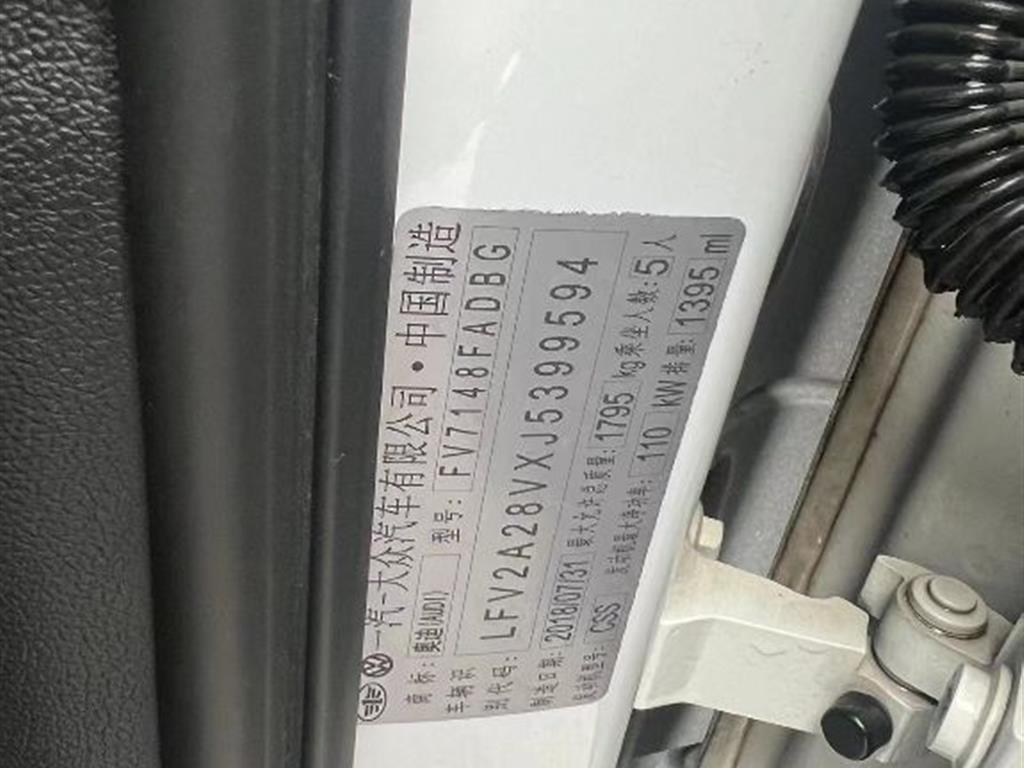 一汽-大众汽车有限公司·中国制造
商标: 奥迪(AUDI) 型号: FV7148FADBG
车辆识别代码: LFV2A28VXJ5399594
制造日期: 2018/07/31 最大允许总质量: 1795 kg 乘坐人数: 5 人
发动机型号: CSS 发动机最大净功率: 110 kW 排量: 1395 ml